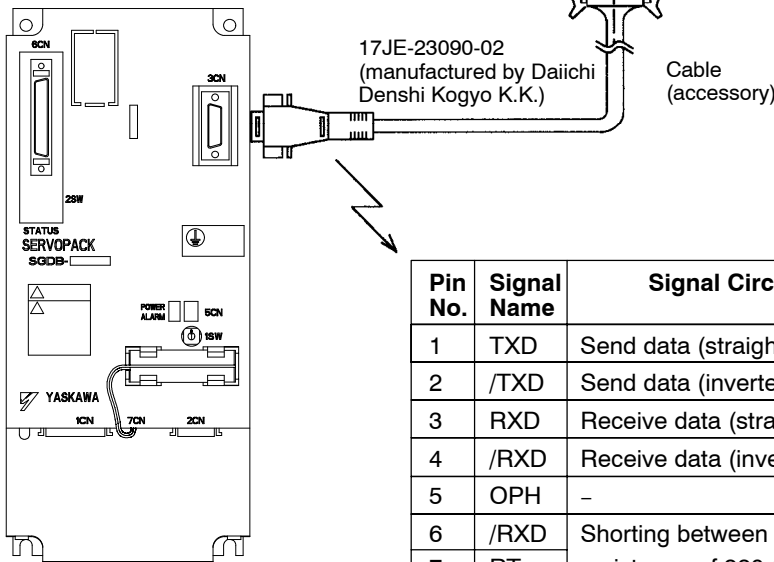 6CN
3CN
2SW
STATUS
SERVOPACK
SGDB-
POWER
ALARM
5CN
1SW
YASKAWA
1CN
7CN
2CN
17JE-23090-02
(manufactured by Daiichi
Denshi Kogyo K.K.)
Cable
(accessory)
Pin No. Signal Name Signal Circ
1 TXD Send data (straigh
2 /TXD Send data (inverte
3 RXD Receive data (stra
4 /RXD Receive data (inve
5 OPH –
6 /RXD Shorting between